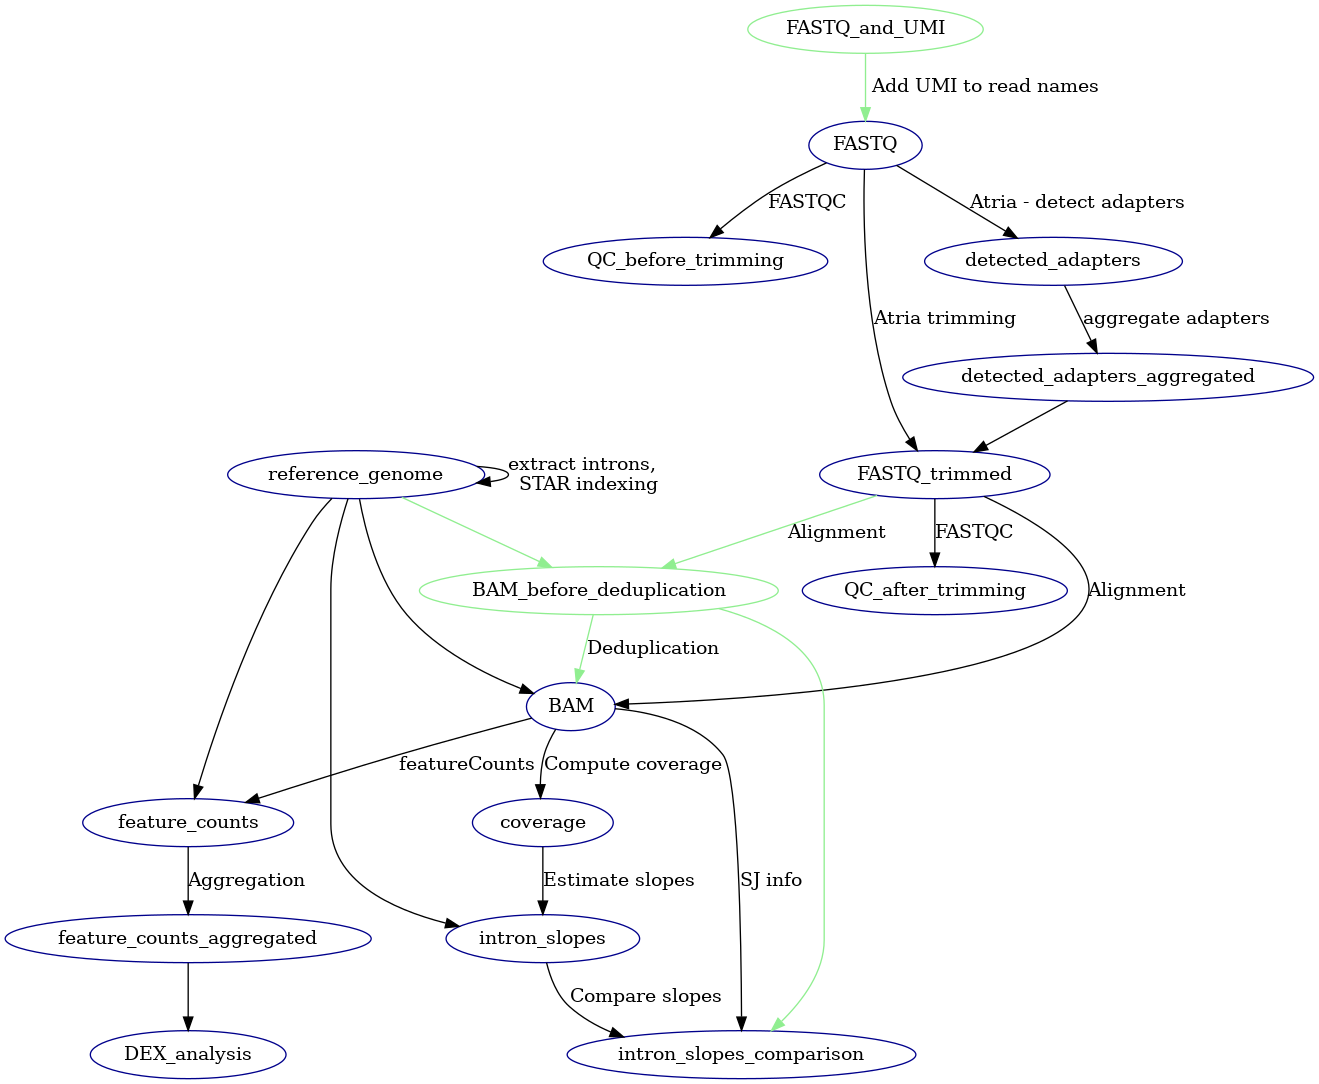 FASTQ_and_UMI
Add UMI to read names
FASTQ
FASTQC
Atria - detect adapters
QC_before_trimming
detected_adapters
Atria trimming
aggregate adapters
detected_adapters_aggregated
reference_genome
extract introns,
STAR indexing
FASTQ_trimmed
Alignment
FASTQC
BAM_before_deduplication
QC_after_trimming
Alignment
Deduplication
BAM
featureCounts
Compute coverage
feature_counts
coverage
Aggregation
Estimate slopes
SJ info
feature_counts_aggregated
intron_slopes
Compare slopes
DEX_analysis
intron_slopes_comparison